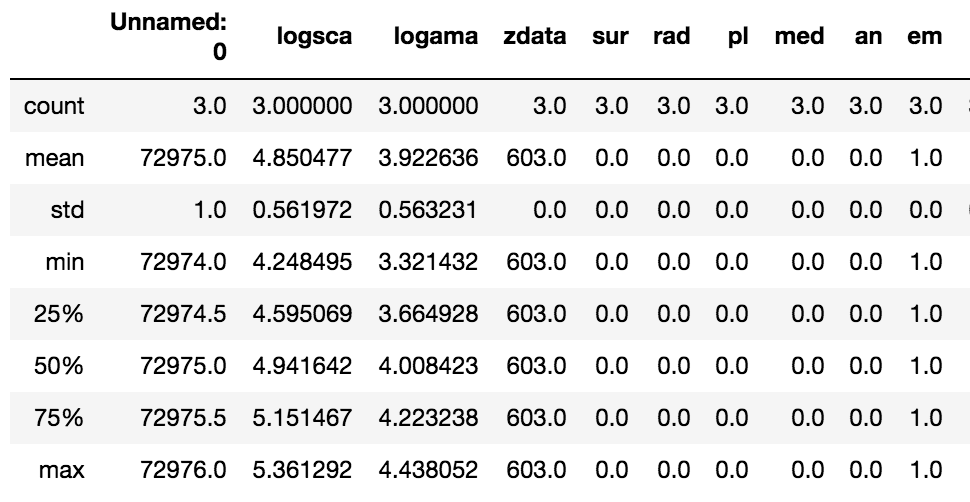 Unnamed: 0 logsca logama zdata sur rad pl med an em
count 3.0 3.000000 3.000000 3.0 3.0 3.0 3.0 3.0 3.0 3.0
mean 72975.0 4.850477 3.922636 603.0 0.0 0.0 0.0 0.0 0.0 1.0
std 1.0 0.561972 0.563231 0.0 0.0 0.0 0.0 0.0 0.0 0.0
min 72974.0 4.248495 3.321432 603.0 0.0 0.0 0.0 0.0 0.0 1.0
25% 72974.5 4.595069 3.664928 603.0 0.0 0.0 0.0 0.0 0.0 1.0
50% 72975.0 4.941642 4.008423 603.0 0.0 0.0 0.0 0.0 0.0 1.0
75% 72975.5 5.151467 4.223238 603.0 0.0 0.0 0.0 0.0 0.0 1.0
max 72976.0 5.361292 4.438052 603.0 0.0 0.0 0.0 0.0 0.0 1.0